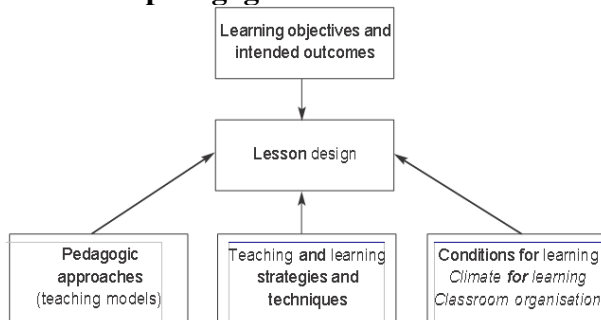 Learning objectives and
intended outcomes
Lesson design
Pedagogic
approaches
(teaching models)
Teaching and learning
strategies and
techniques
Conditions for learning
Climate for learning
Classroom organisation